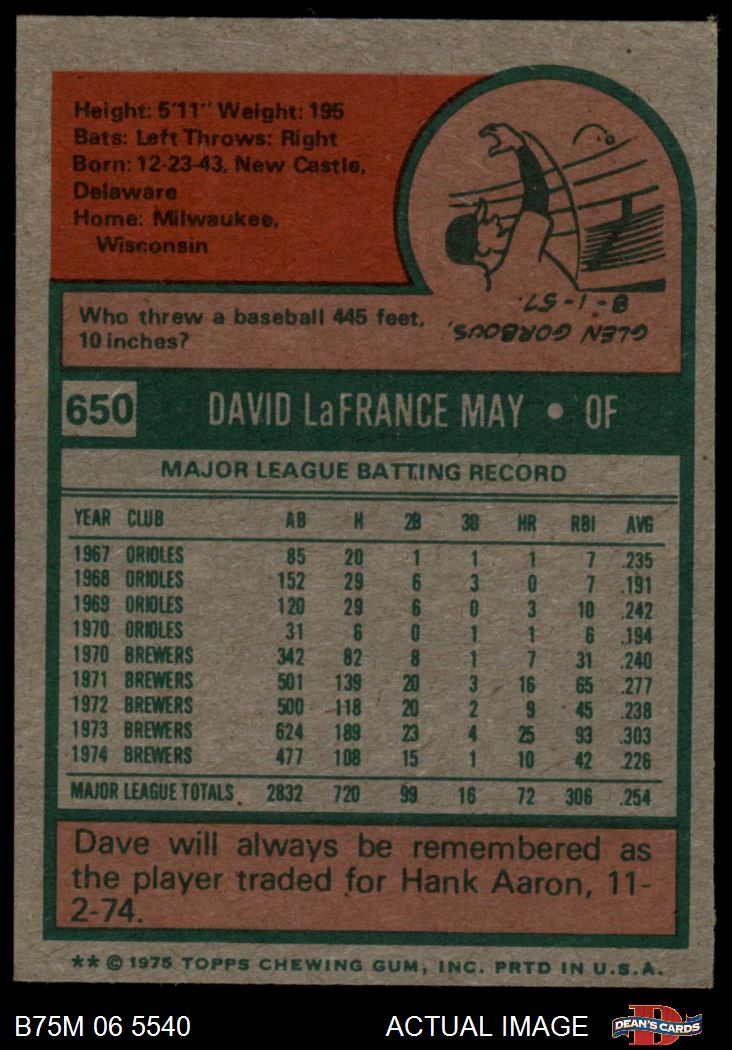 Height: 5'11" Weight: 195
Bats: Left Throws: Right
Born: 12-23-43, New Castle,
Delaware
Home: Milwaukee,
Wisconsin
Who threw a baseball 445 feet,
10 inches?
GLEN GORBOUS,
8-1-57.
650 DAVID LaFRANCE MAY • OF
MAJOR LEAGUE BATTING RECORD
YEAR CLUB AB H 2B 3B HR RBI AVG
1967 ORIOLES 85 20 1 1 1 7 .235
1968 ORIOLES 152 29 6 3 0 7 .191
1969 ORIOLES 120 29 6 0 3 10 .242
1970 ORIOLES 31 6 0 1 1 6 .194
1970 BREWERS 342 82 8 1 7 31 .240
1971 BREWERS 501 139 20 3 16 65 .277
1972 BREWERS 500 118 20 2 9 45 .238
1973 BREWERS 624 189 23 4 25 93 .303
1974 BREWERS 477 108 15 1 10 42 .226
MAJOR LEAGUE TOTALS 2832 720 99 16 72 306 .254
Dave will always be remembered as
the player traded for Hank Aaron, 11-
2-74.
** © 1975 TOPPS CHEWING GUM, INC. PRTD IN U.S.A.
B75M 06 5540 ACTUAL IMAGE DEAN'S CARDS